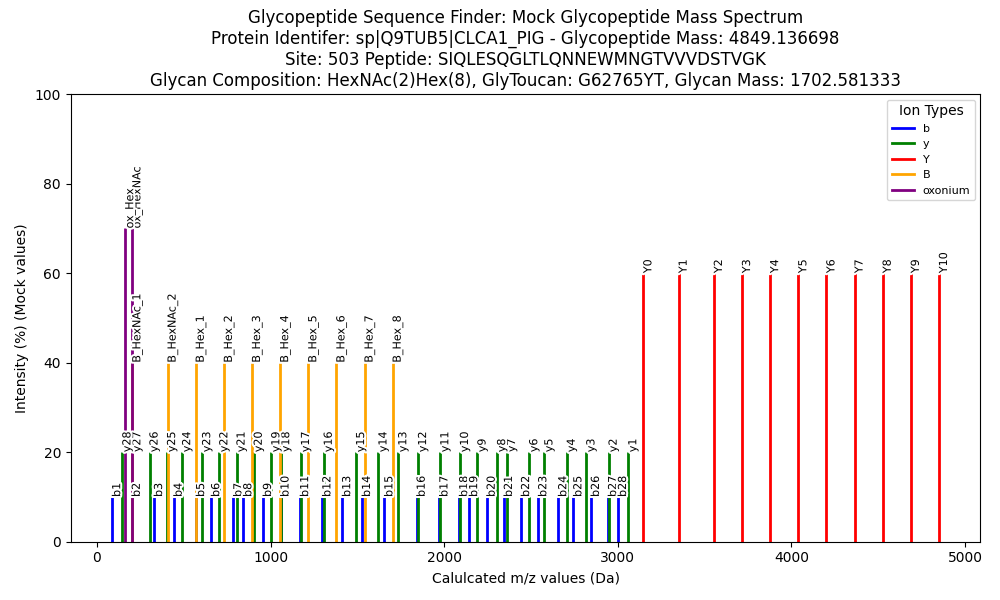 Glycopeptide Sequence Finder: Mock Glycopeptide Mass Spectrum
Protein Identifer: sp|Q9TUB5|CLCA1_PIG - Glycopeptide Mass: 4849.136698
Site: 503 Peptide: SIQLESQGLTLQNNEWMNGTVVVDSTVGK
Glycan Composition: HexNAc(2)Hex(8), GlyToucan: G62765YT, Glycan Mass: 1702.581333
Intensity (%) (Mock values)
100
80
60
40
20
0
Ion Types
b
y
Y
B
oxonium
ox_Hex
ox_HexNAc
Y0
Y1
Y2
Y3
Y4
Y5
Y6
Y7
Y8
Y9
Y10
B_HexNAc_1
B_HexNAc_2
B_Hex_1
B_Hex_2
B_Hex_3
B_Hex_4
B_Hex_5
B_Hex_6
B_Hex_7
B_Hex_8
y28
y27
y26
y25
y24
y23
y22
y21
y20
y19
y18
y17
y16
y15
y14
y13
y12
y11
y10
y9
y8
y7
y6
y5
y4
y3
y2
y1
b1
b2
b3
b4
b5
b6
b7
b8
b9
b10
b11
b12
b13
b14
b15
b16
b17
b18
b19
b20
b21
b22
b23
b24
b25
b26
b27
b28
0
1000
2000
3000
4000
5000
Calulcated m/z values (Da)